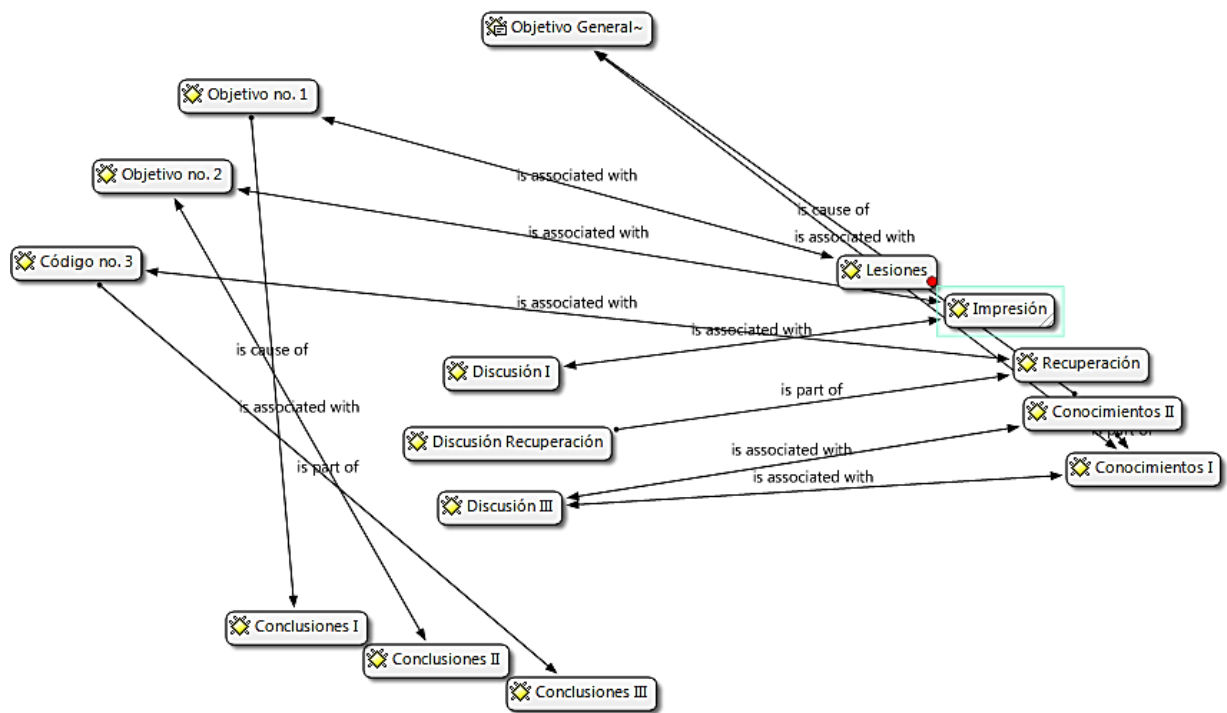 Objetivo General~
Objetivo no. 1
Objetivo no. 2
is associated with
is cause of
is associated with
is associated with
Código no. 3
Lesiones
is associated with
Impresión
is associated with
is cause of
Discusión I
Recuperación
is part of
is associated with
Conocimientos II
Discusión Recuperación
is part of
is associated with
is part of
Conocimientos I
is associated with
Discusión III
Conclusiones I
Conclusiones II
Conclusiones III